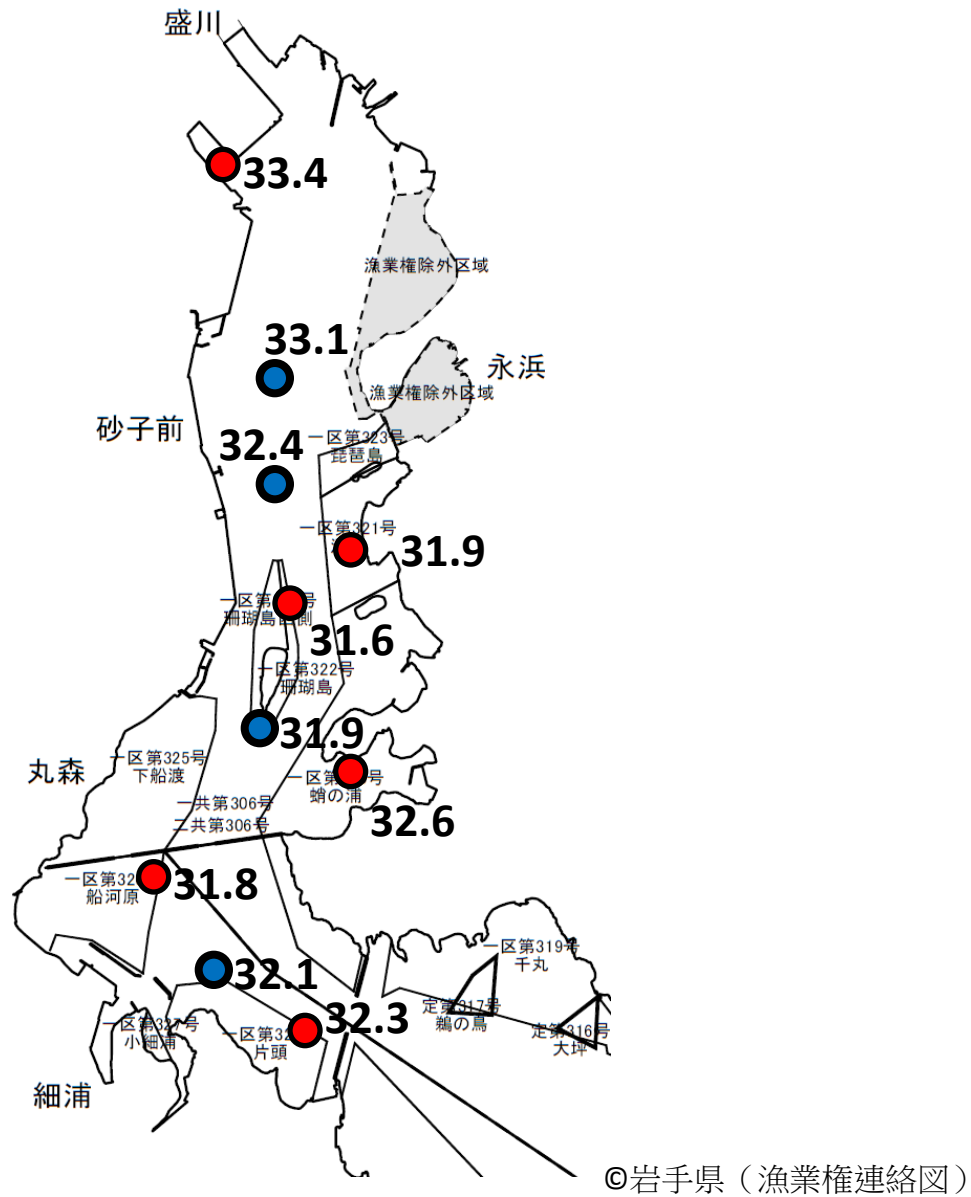 盛川
33.4
漁業権除外区域
33.1
永浜
漁業権除外区域
砂子前
一区第323号
琵琶島
32.4
一区第321号
31.9
一区第
号
珊瑚島
側
31.6
一区第322号
珊瑚島
31.9
一区第325号
下船渡
丸森
一区第
号
蛸の浦
一共第306号
二共第306号
32.6
一区第32
船河原
31.8
一区第319号
千丸
32.1
定第317号
鵜の島
32.3
定第316号
大坪
一区第327号
小細浦
一区第32
片頭
細浦
©岩手県（漁業権連絡図）